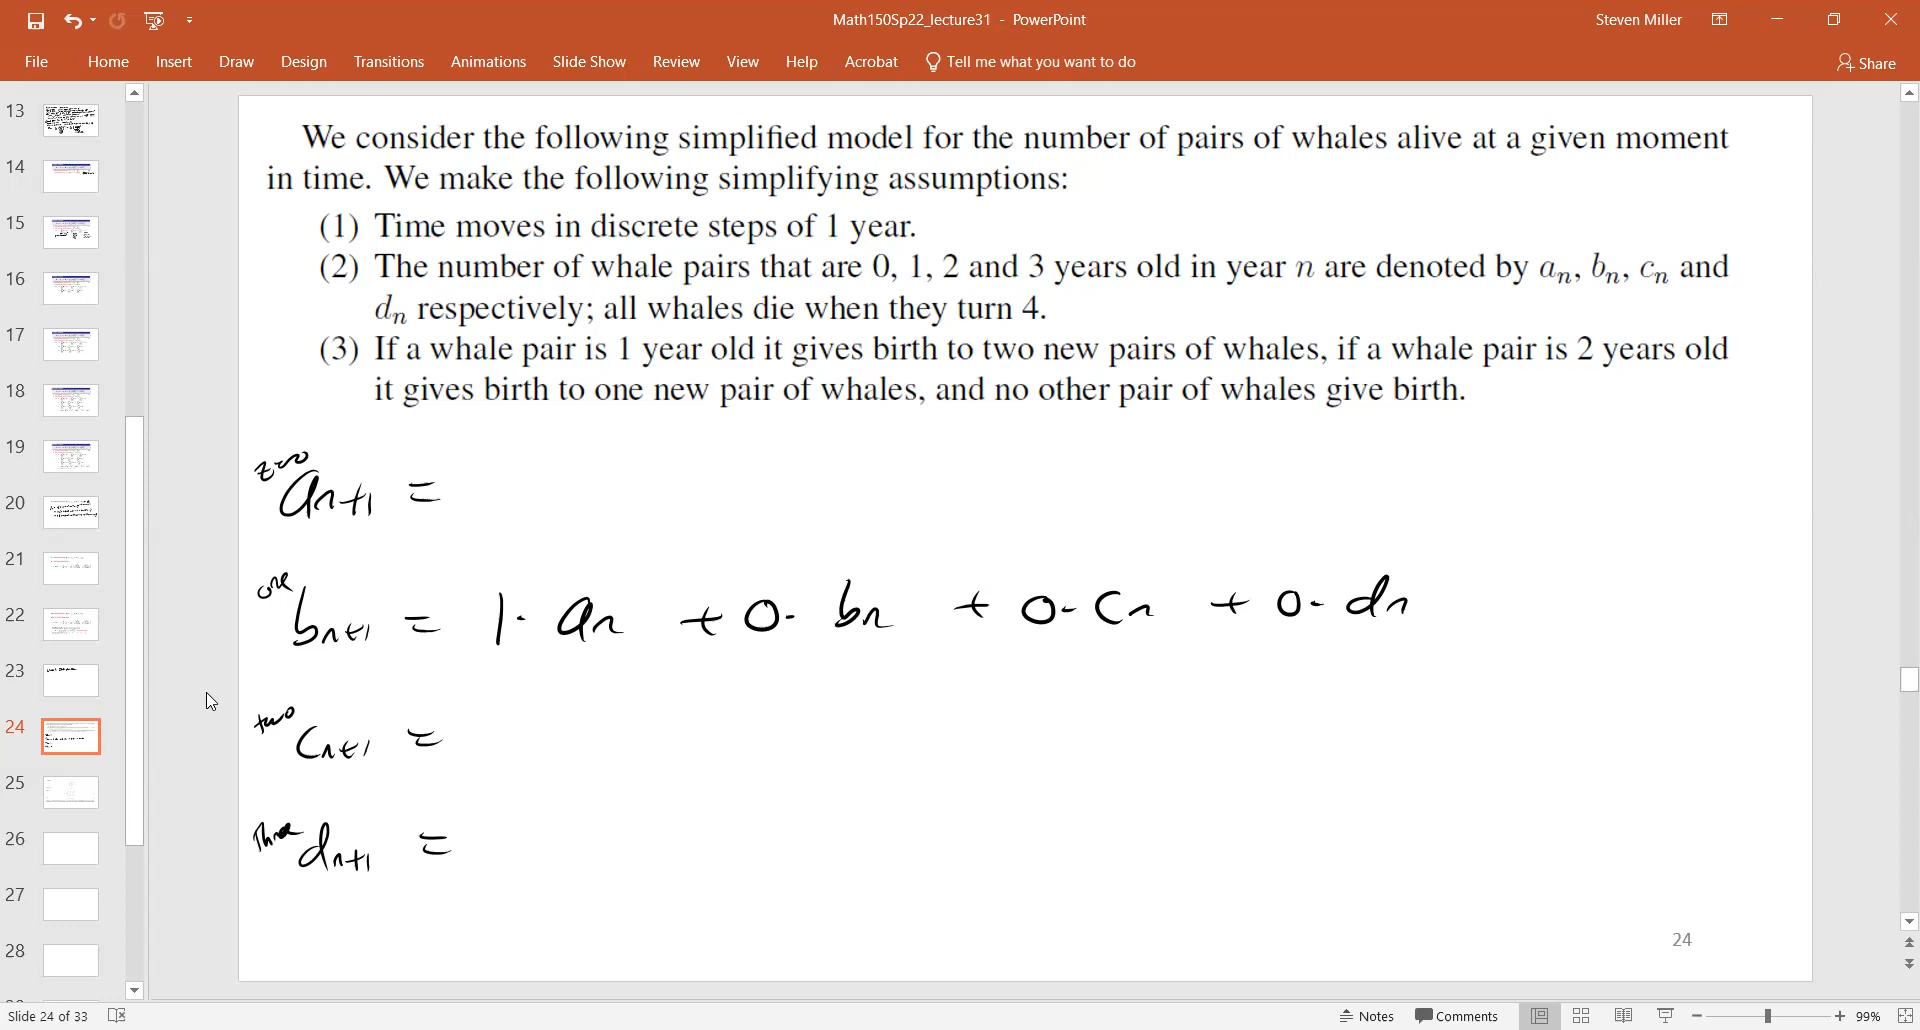 Math150Sp22_lecture31 - PowerPoint
Steven Miller
File Home Insert Draw Design Transitions Animations Slide Show Review View Help Acrobat Tell me what you want to do
Share
13
14
15
16
17
18
19
20
21
22
23
24
25
26
27
28
We consider the following simplified model for the number of pairs of whales alive at a given moment
in time. We make the following simplifying assumptions:
(1) Time moves in discrete steps of 1 year.
(2) The number of whale pairs that are 0, 1, 2 and 3 years old in year n are denoted by aₙ, bₙ, cₙ and
dₙ respectively; all whales die when they turn 4.
(3) If a whale pair is 1 year old it gives birth to two new pairs of whales, if a whale pair is 2 years old
it gives birth to one new pair of whales, and no other pair of whales give birth.
zero
aₙ₊₁ =
one
bₙ₊₁ = 1· aₙ + 0· bₙ + 0· cₙ + 0· dₙ
two
cₙ₊₁ =
Three
dₙ₊₁ =
24
Slide 24 of 33
Notes
Comments
99%